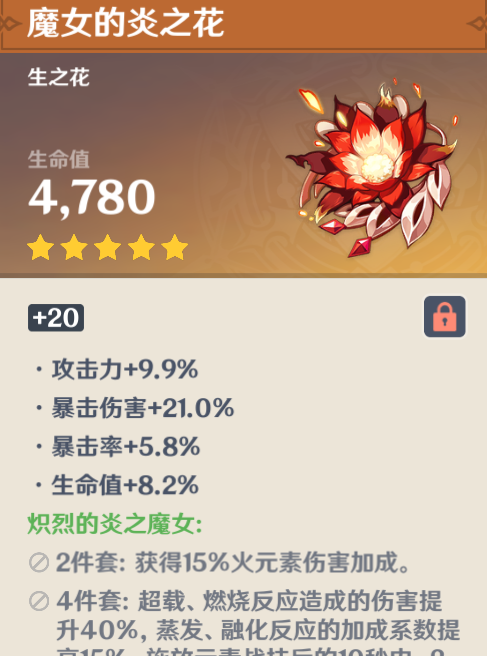 魔女的炎之花
生之花
生命值
4,780
+20
·攻击力+9.9%
·暴击伤害+21.0%
·暴击率+5.8%
·生命值+8.2%
炽烈的炎之魔女:
2件套: 获得15%火元素伤害加成。
4件套: 超载、燃烧反应造成的伤害提
升40%, 蒸发、融化反应的加成系数提
高15%